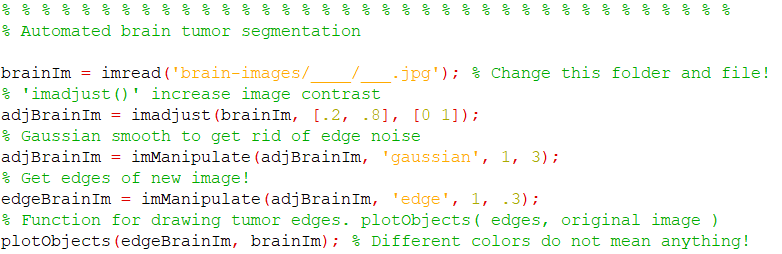 % % % % % % % % % % % % % % % % % % % % % % % % % % % % % % % % % % % % %
% Automated brain tumor segmentation
brainIm = imread('brain-images/____/___.jpg'); % Change this folder and file!
% 'imadjust()' increase image contrast
adjBrainIm = imadjust(brainIm, [.2, .8], [0 1]);
% Gaussian smooth to get rid of edge noise
adjBrainIm = imManipulate(adjBrainIm, 'gaussian', 1, 3);
% Get edges of new image!
edgeBrainIm = imManipulate(adjBrainIm, 'edge', 1, .3);
% Function for drawing tumor edges. plotObjects( edges, original image )
plotObjects(edgeBrainIm, brainIm); % Different colors do not mean anything!